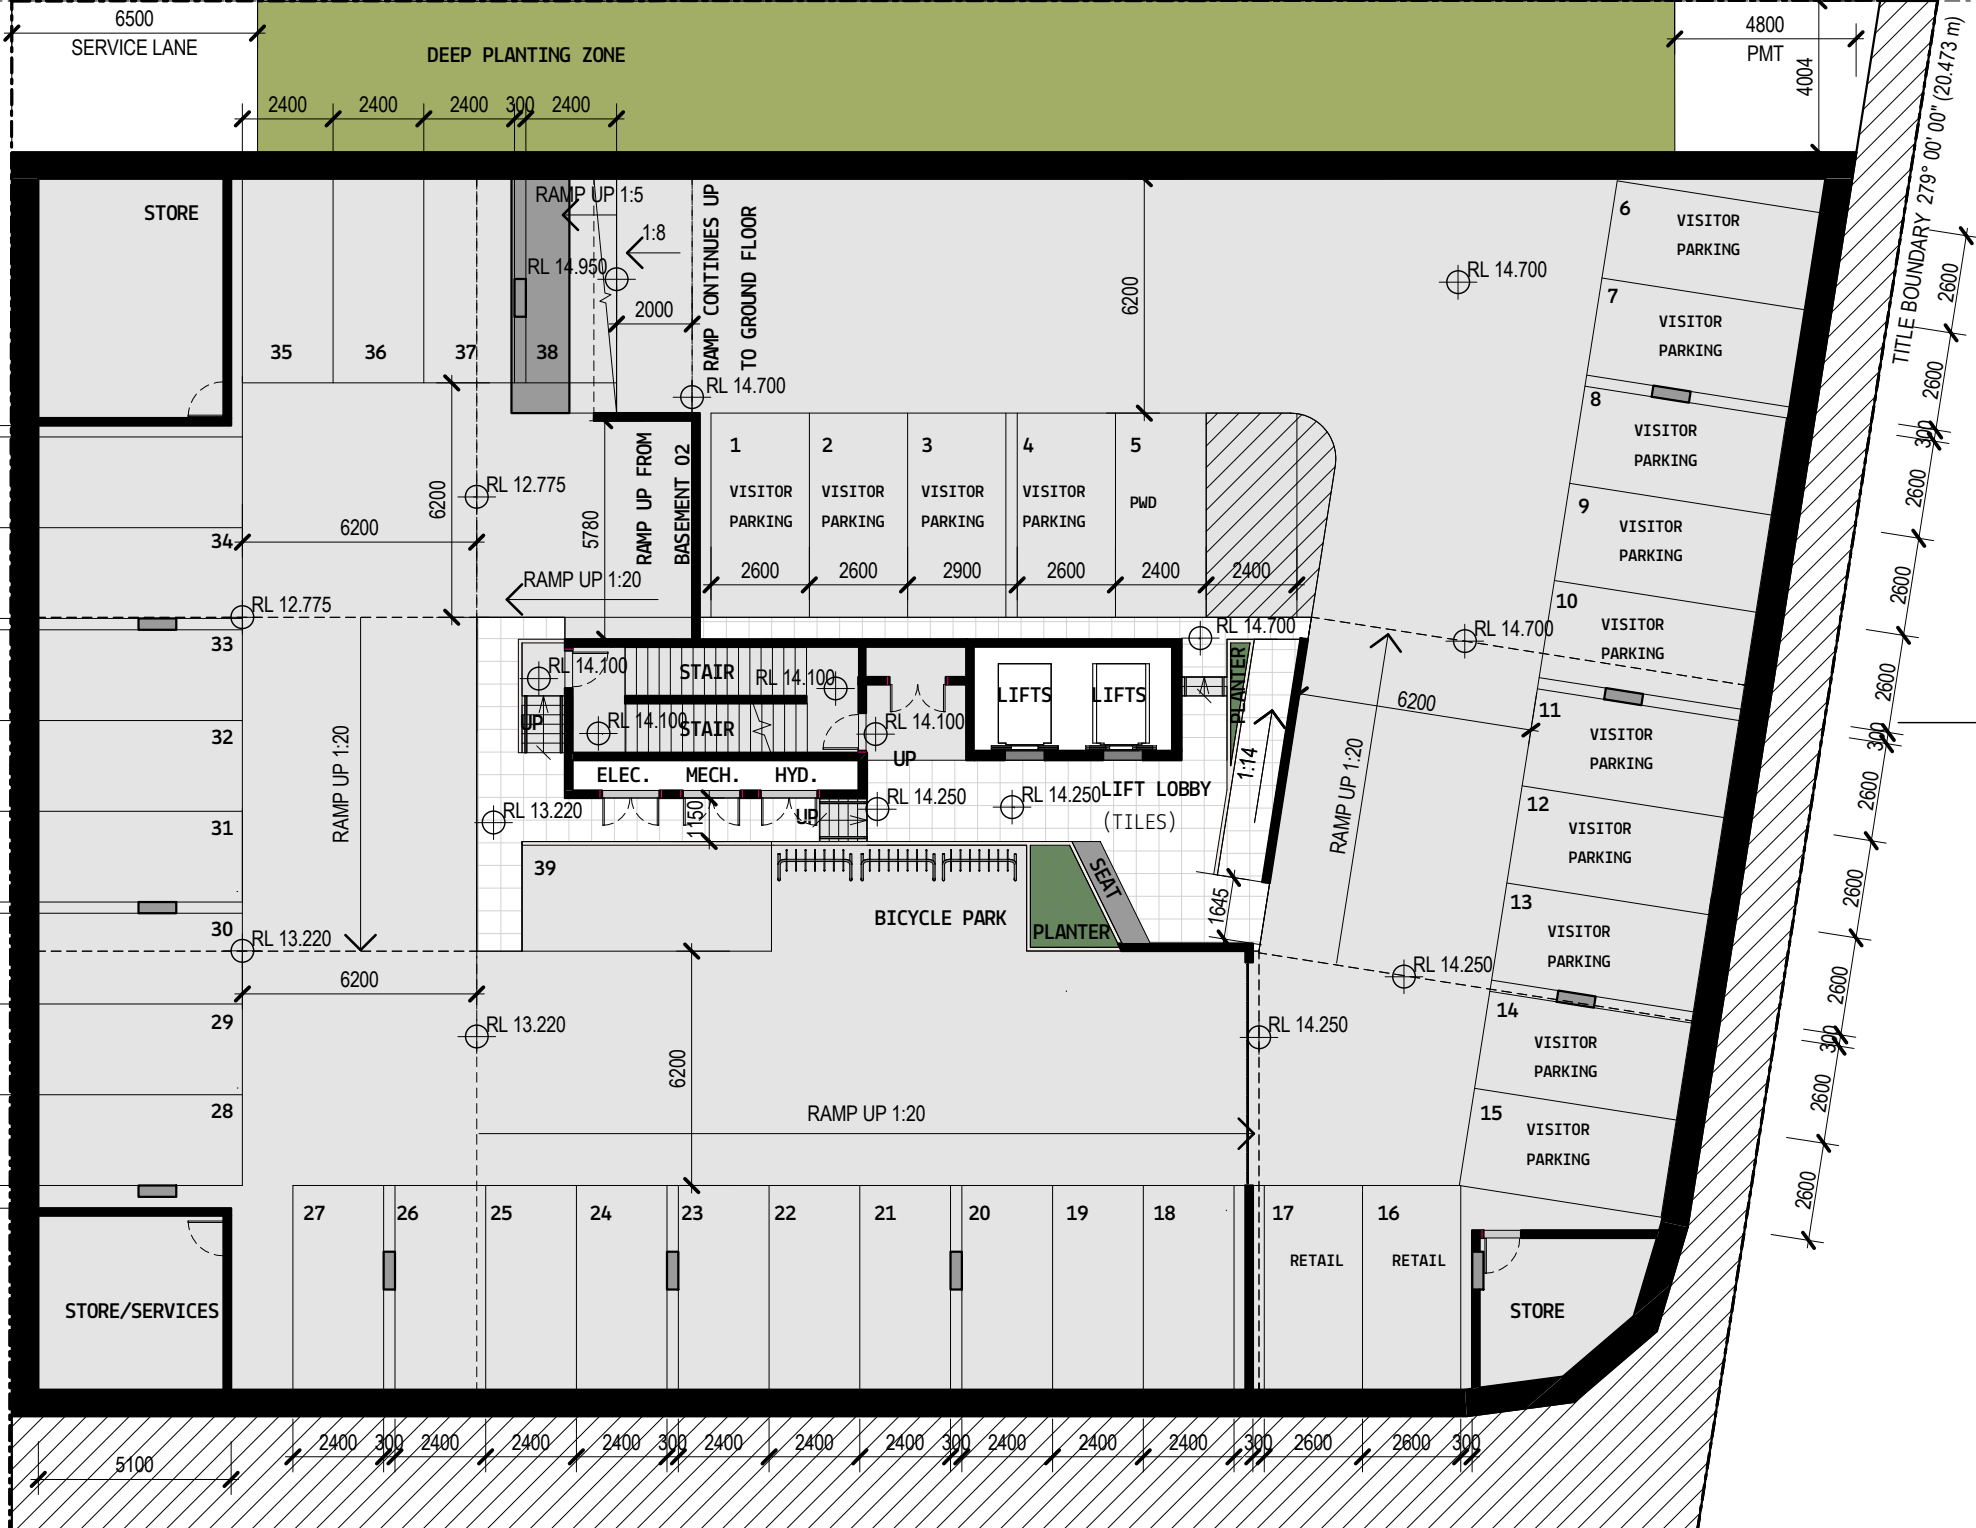 6500
SERVICE LANE
DEEP PLANTING ZONE
4800
PMT
4004
2400 2400 2400 300 2400
TITLE BOUNDARY 279° 00' 00" (20.473 m)
STORE
RAMP UP 1:5
1:8
RL 14.950
2000
RAMP CONTINUES UP
TO GROUND FLOOR
RL 14.700
6200
RL 14.700
35 36 37 38
6
VISITOR
PARKING
7
VISITOR
PARKING
8
VISITOR
PARKING
9
VISITOR
PARKING
10
VISITOR
PARKING
11
VISITOR
PARKING
12
VISITOR
PARKING
13
VISITOR
PARKING
14
VISITOR
PARKING
15
VISITOR
PARKING
2600
2600
300
2600
2600
2600
2600
300
2600
2600
2600
300
2600
2600
1
VISITOR
PARKING
2
VISITOR
PARKING
3
VISITOR
PARKING
4
VISITOR
PARKING
5
PWD
2600 2600 2900 2600 2400 2400
RAMP UP FROM
BASEMENT 02
5780
6200
RL 12.775
6200
RAMP UP 1:20
34
RL 12.775
33
32
31
30
29
28
RAMP UP 1:20
RL 13.220
6200
RL 13.220
RL 14.100
STAIR
RL 14.100
UP
RL 14.100
STAIR
RL 14.100
UP
ELEC. MECH. HYD.
RL 13.220
1150
UP
RL 14.250
RL 14.250
LIFTS
LIFTS
LIFT LOBBY
(TILES)
RL 14.700
PLANTER
1:14
RL 14.700
6200
RAMP UP 1:20
39
BICYCLE PARK
PLANTER
SEAT
1645
RL 14.250
RL 14.250
6200
RAMP UP 1:20
27 26 25 24 23 22 21 20 19 18
17
RETAIL
16
RETAIL
STORE/SERVICES
STORE
2400 300 2400 2400 2400 300 2400 2400 2400 300 2400 2400 2400 300 2600 2600 300
5100